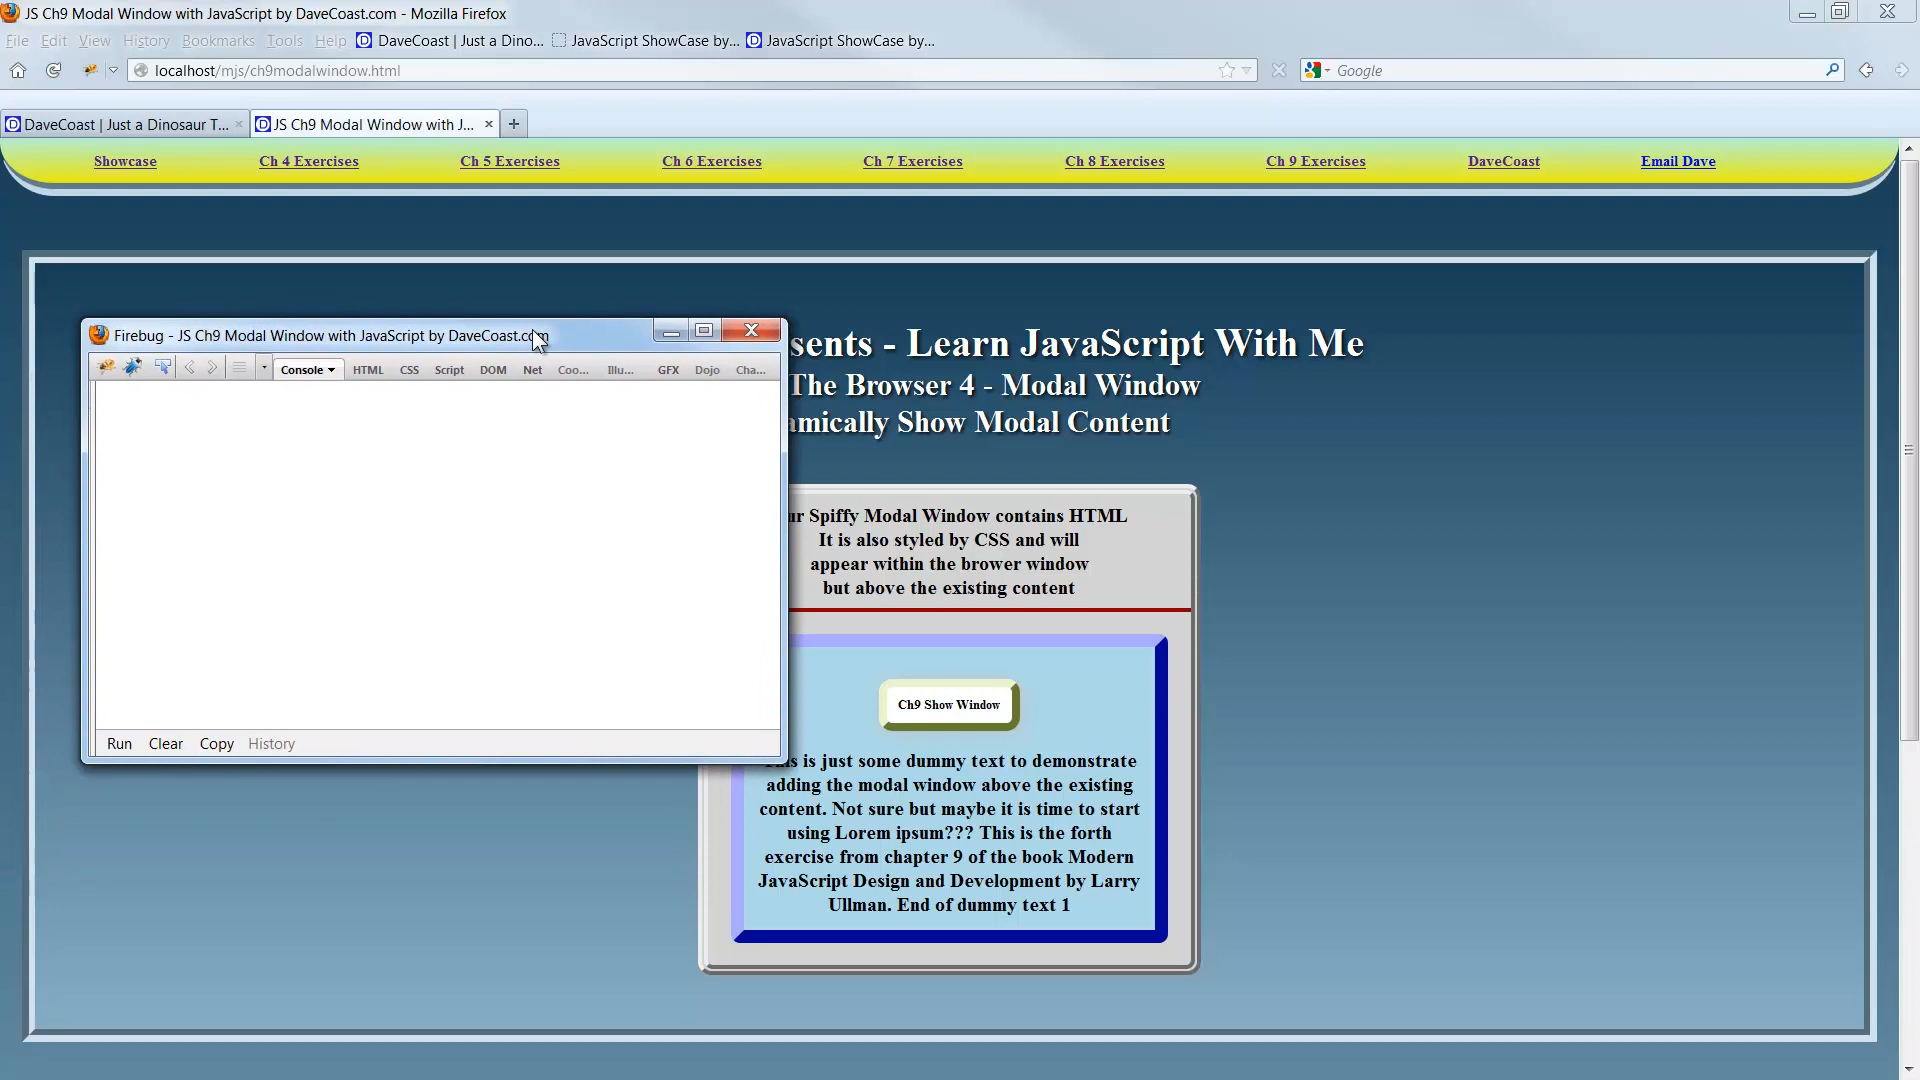 JS Ch9 Modal Window with JavaScript by DaveCoast.com - Mozilla Firefox
File Edit View History Bookmarks Tools Help DaveCoast | Just a Dino... JavaScript ShowCase by... JavaScript ShowCase by...
localhost/mjs/ch9modalwindow.html Google
DaveCoast | Just a Dinosaur T... JS Ch9 Modal Window with J...
Showcase Ch 4 Exercises Ch 5 Exercises Ch 6 Exercises Ch 7 Exercises Ch 8 Exercises Ch 9 Exercises DaveCoast Email Dave
Firebug - JS Ch9 Modal Window with JavaScript by DaveCoast.com
Console HTML CSS Script DOM Net Coo... Illu... GFX Dojo Cha...
Run Clear Copy History
sents - Learn JavaScript With Me
The Browser 4 - Modal Window
amically Show Modal Content
ur Spiffy Modal Window contains HTML
It is also styled by CSS and will
appear within the brower window
but above the existing content
Ch9 Show Window
This is just some dummy text to demonstrate
adding the modal window above the existing
content. Not sure but maybe it is time to start
using Lorem ipsum??? This is the forth
exercise from chapter 9 of the book Modern
JavaScript Design and Development by Larry
Ullman. End of dummy text 1